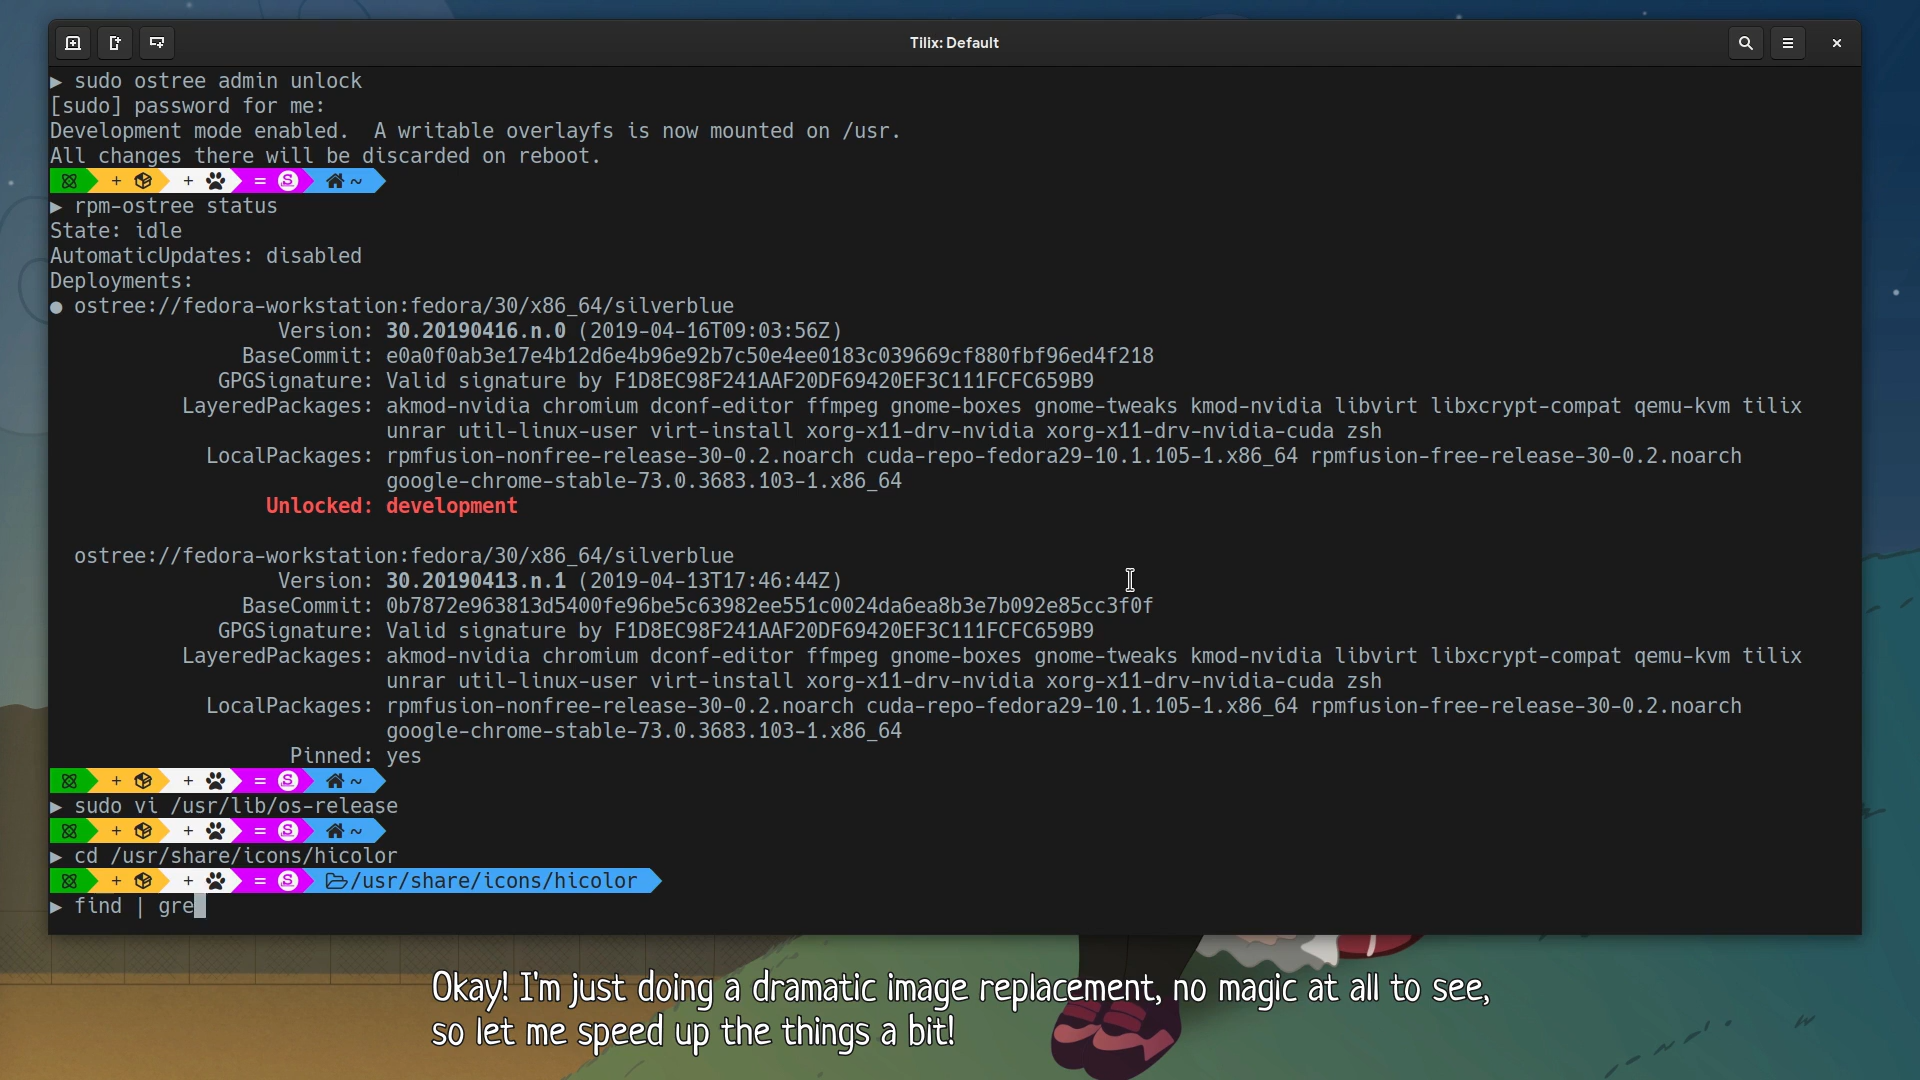 Tilix: Default
▶ sudo ostree admin unlock
[sudo] password for me:
Development mode enabled.  A writable overlayfs is now mounted on /usr.
All changes there will be discarded on reboot.
+ + = S ~
▶ rpm-ostree status
State: idle
AutomaticUpdates: disabled
Deployments:
● ostree://fedora-workstation:fedora/30/x86_64/silverblue
Version: 30.20190416.n.0 (2019-04-16T09:03:56Z)
BaseCommit: e0a0f0ab3e17e4b12d6e4b96e92b7c50e4ee0183c039669cf880fbf96ed4f218
GPGSignature: Valid signature by F1D8EC98F241AAF20DF69420EF3C111FCFC659B9
LayeredPackages: akmod-nvidia chromium dconf-editor ffmpeg gnome-boxes gnome-tweaks kmod-nvidia libvirt libxcrypt-compat qemu-kvm tilix
unrar util-linux-user virt-install xorg-x11-drv-nvidia xorg-x11-drv-nvidia-cuda zsh
LocalPackages: rpmfusion-nonfree-release-30-0.2.noarch cuda-repo-fedora29-10.1.105-1.x86_64 rpmfusion-free-release-30-0.2.noarch
google-chrome-stable-73.0.3683.103-1.x86_64
Unlocked: development
ostree://fedora-workstation:fedora/30/x86_64/silverblue
Version: 30.20190413.n.1 (2019-04-13T17:46:44Z)
BaseCommit: 0b7872e963813d5400fe96be5c63982ee551c0024da6ea8b3e7b092e85cc3f0f
GPGSignature: Valid signature by F1D8EC98F241AAF20DF69420EF3C111FCFC659B9
LayeredPackages: akmod-nvidia chromium dconf-editor ffmpeg gnome-boxes gnome-tweaks kmod-nvidia libvirt libxcrypt-compat qemu-kvm tilix
unrar util-linux-user virt-install xorg-x11-drv-nvidia xorg-x11-drv-nvidia-cuda zsh
LocalPackages: rpmfusion-nonfree-release-30-0.2.noarch cuda-repo-fedora29-10.1.105-1.x86_64 rpmfusion-free-release-30-0.2.noarch
google-chrome-stable-73.0.3683.103-1.x86_64
Pinned: yes
+ + = S ~
▶ sudo vi /usr/lib/os-release
+ + = S ~
▶ cd /usr/share/icons/hicolor
+ + = S /usr/share/icons/hicolor
▶ find | gre
Okay! I'm just doing a dramatic image replacement, no magic at all to see,
so let me speed up the things a bit!